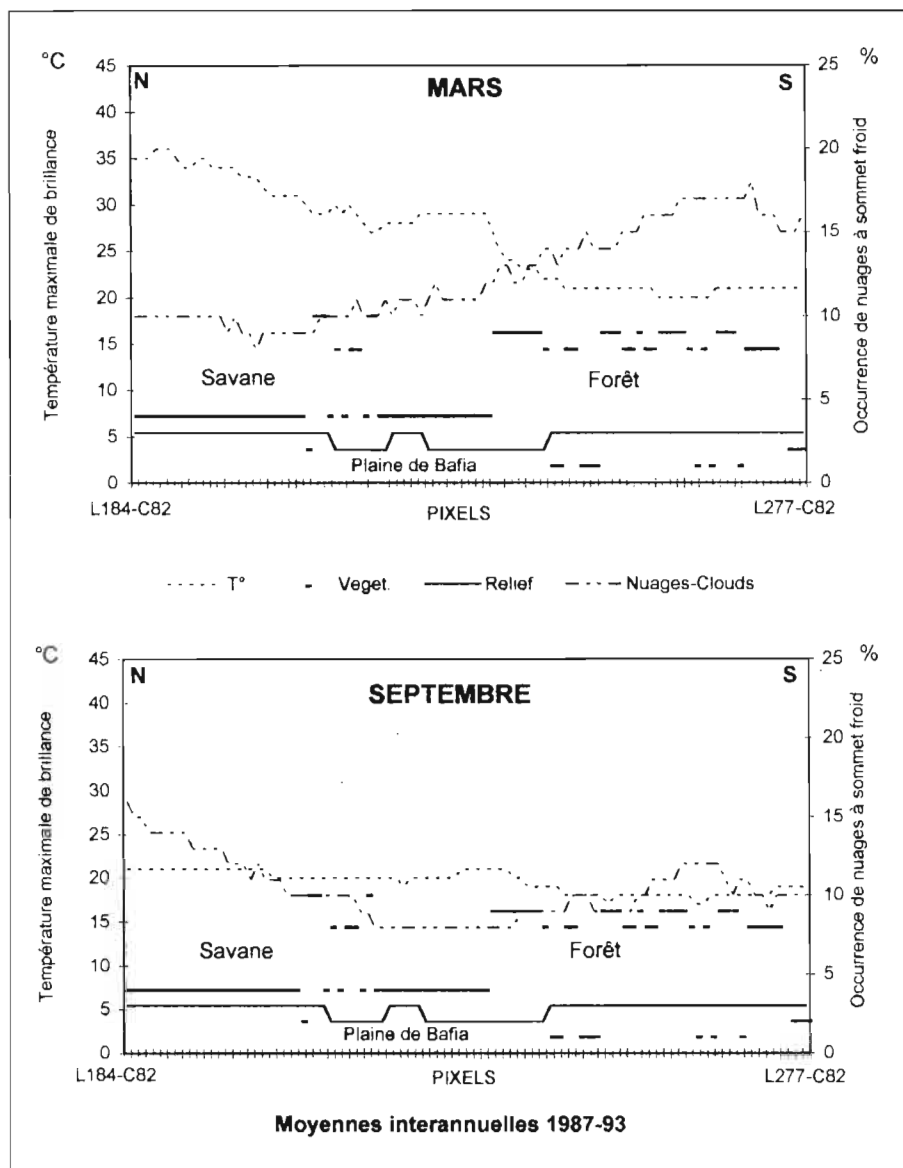 °C
%
N
MARS
S
45
40
35
30
25
20
15
10
5
0
25
20
15
10
5
0
Température maximale de brillance
Occurrence de nuages à sommet froid
Savane
Forêt
Plaine de Bafia
L184-C82
PIXELS
L277-C82
T°
Veget.
Relief
Nuages-Clouds
°C
%
N
SEPTEMBRE
S
45
40
35
30
25
20
15
10
5
0
25
20
15
10
5
0
Température maximale de brillance
Occurrence de nuages à sommet froid
Savane
Forêt
Plaine de Bafia
L184-C82
PIXELS
L277-C82
Moyennes interannuelles 1987-93